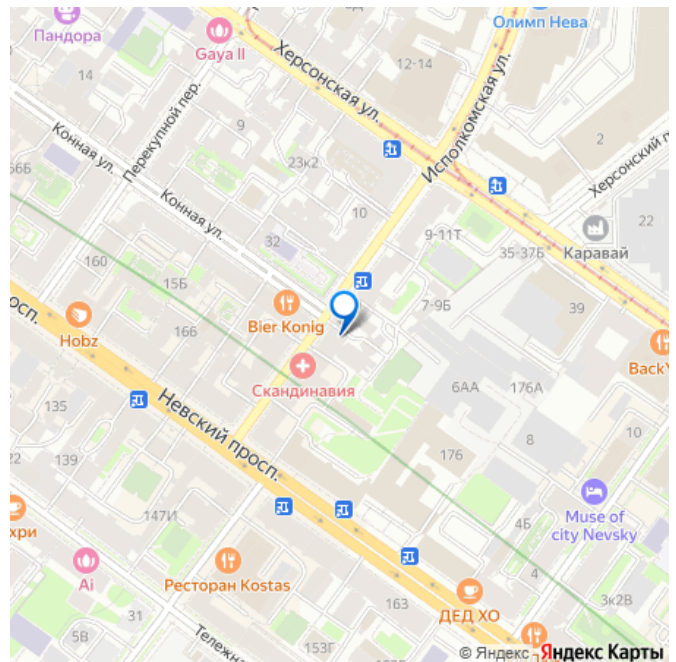 Олимп Нева
Пандора
Gaya II
Херсонская ул.
Исполкомская ул.
12-14
14
Перекупной пер.
9
2
Конная ул.
23к2
Херсонский п
10
22
32
9-11Т
35-37Б
Каравай
Конная ул.
160
15Б
7-9Б
39
Bier Konig
166
Hobz
осп.
Скандинавия
BackY
6АА
176А
135
Невский просп.
10
8
176
139
22
147И
Muse of
city Nevsky
хри
4Б
Ai
Ресторан Kostas
4
3к2В
163
ДЕД ХО
31
5В
153Г
Тележна
© Яндекс
Яндекс Карты